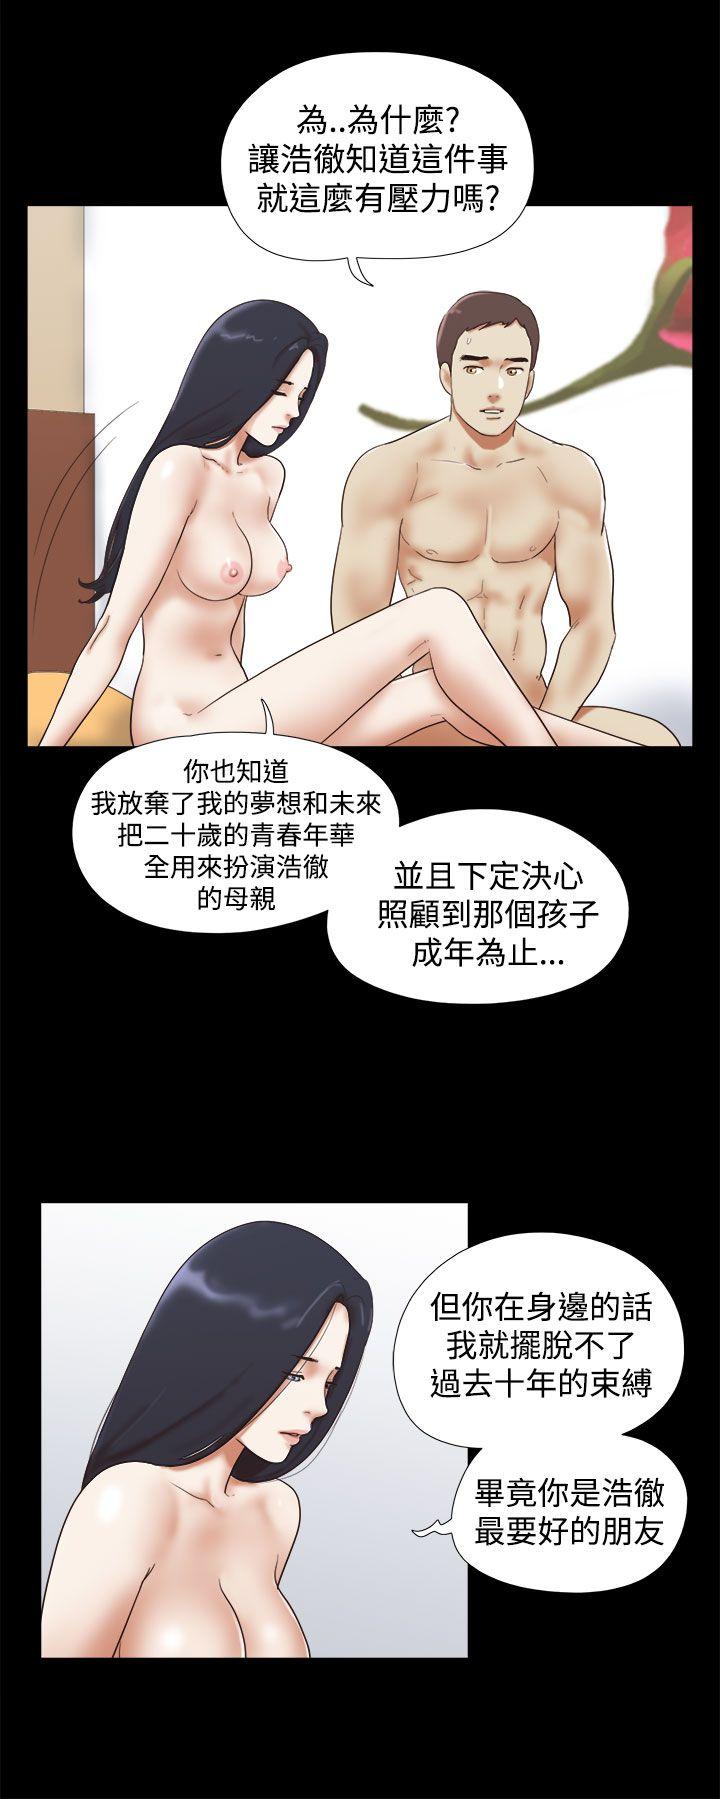 為..為什麼?
讓浩徹知道這件事
就這麼有壓力嗎?
你也知道
我放棄了我的夢想和未來
把二十歲的青春年華
全用來扮演浩徹
的母親
並且下定決心
照顧到那個孩子
成年為止...
但你在身邊的話
我就擺脫不了
過去十年的束縛
畢竟你是浩徹
最要好的朋友